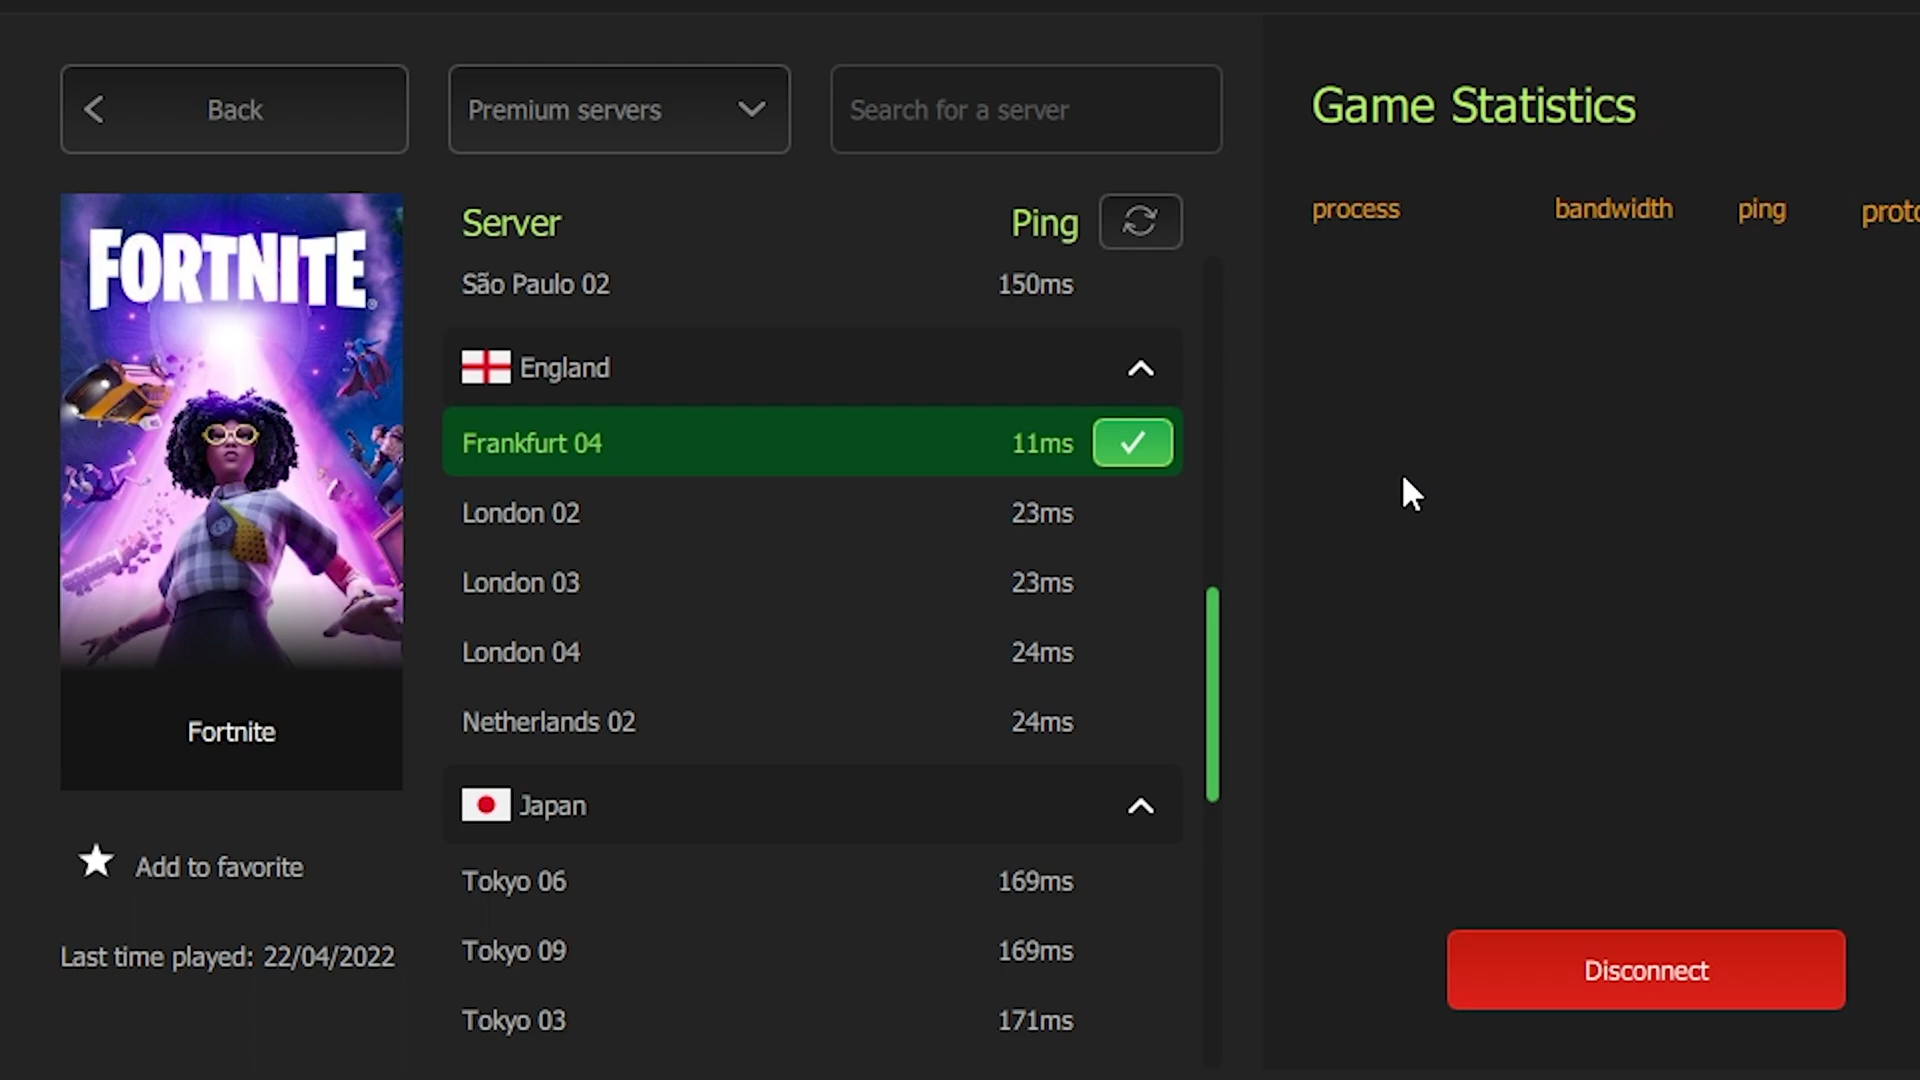 Back
Premium servers
Search for a server
Game Statistics
FORTNITE
Server Ping
process bandwidth ping proto
São Paulo 02 150ms
England
Frankfurt 04 11ms
London 02 23ms
London 03 23ms
London 04 24ms
Netherlands 02 24ms
Fortnite
Japan
Tokyo 06 169ms
Add to favorite
Tokyo 09 169ms
Last time played: 22/04/2022
Disconnect
Tokyo 03 171ms